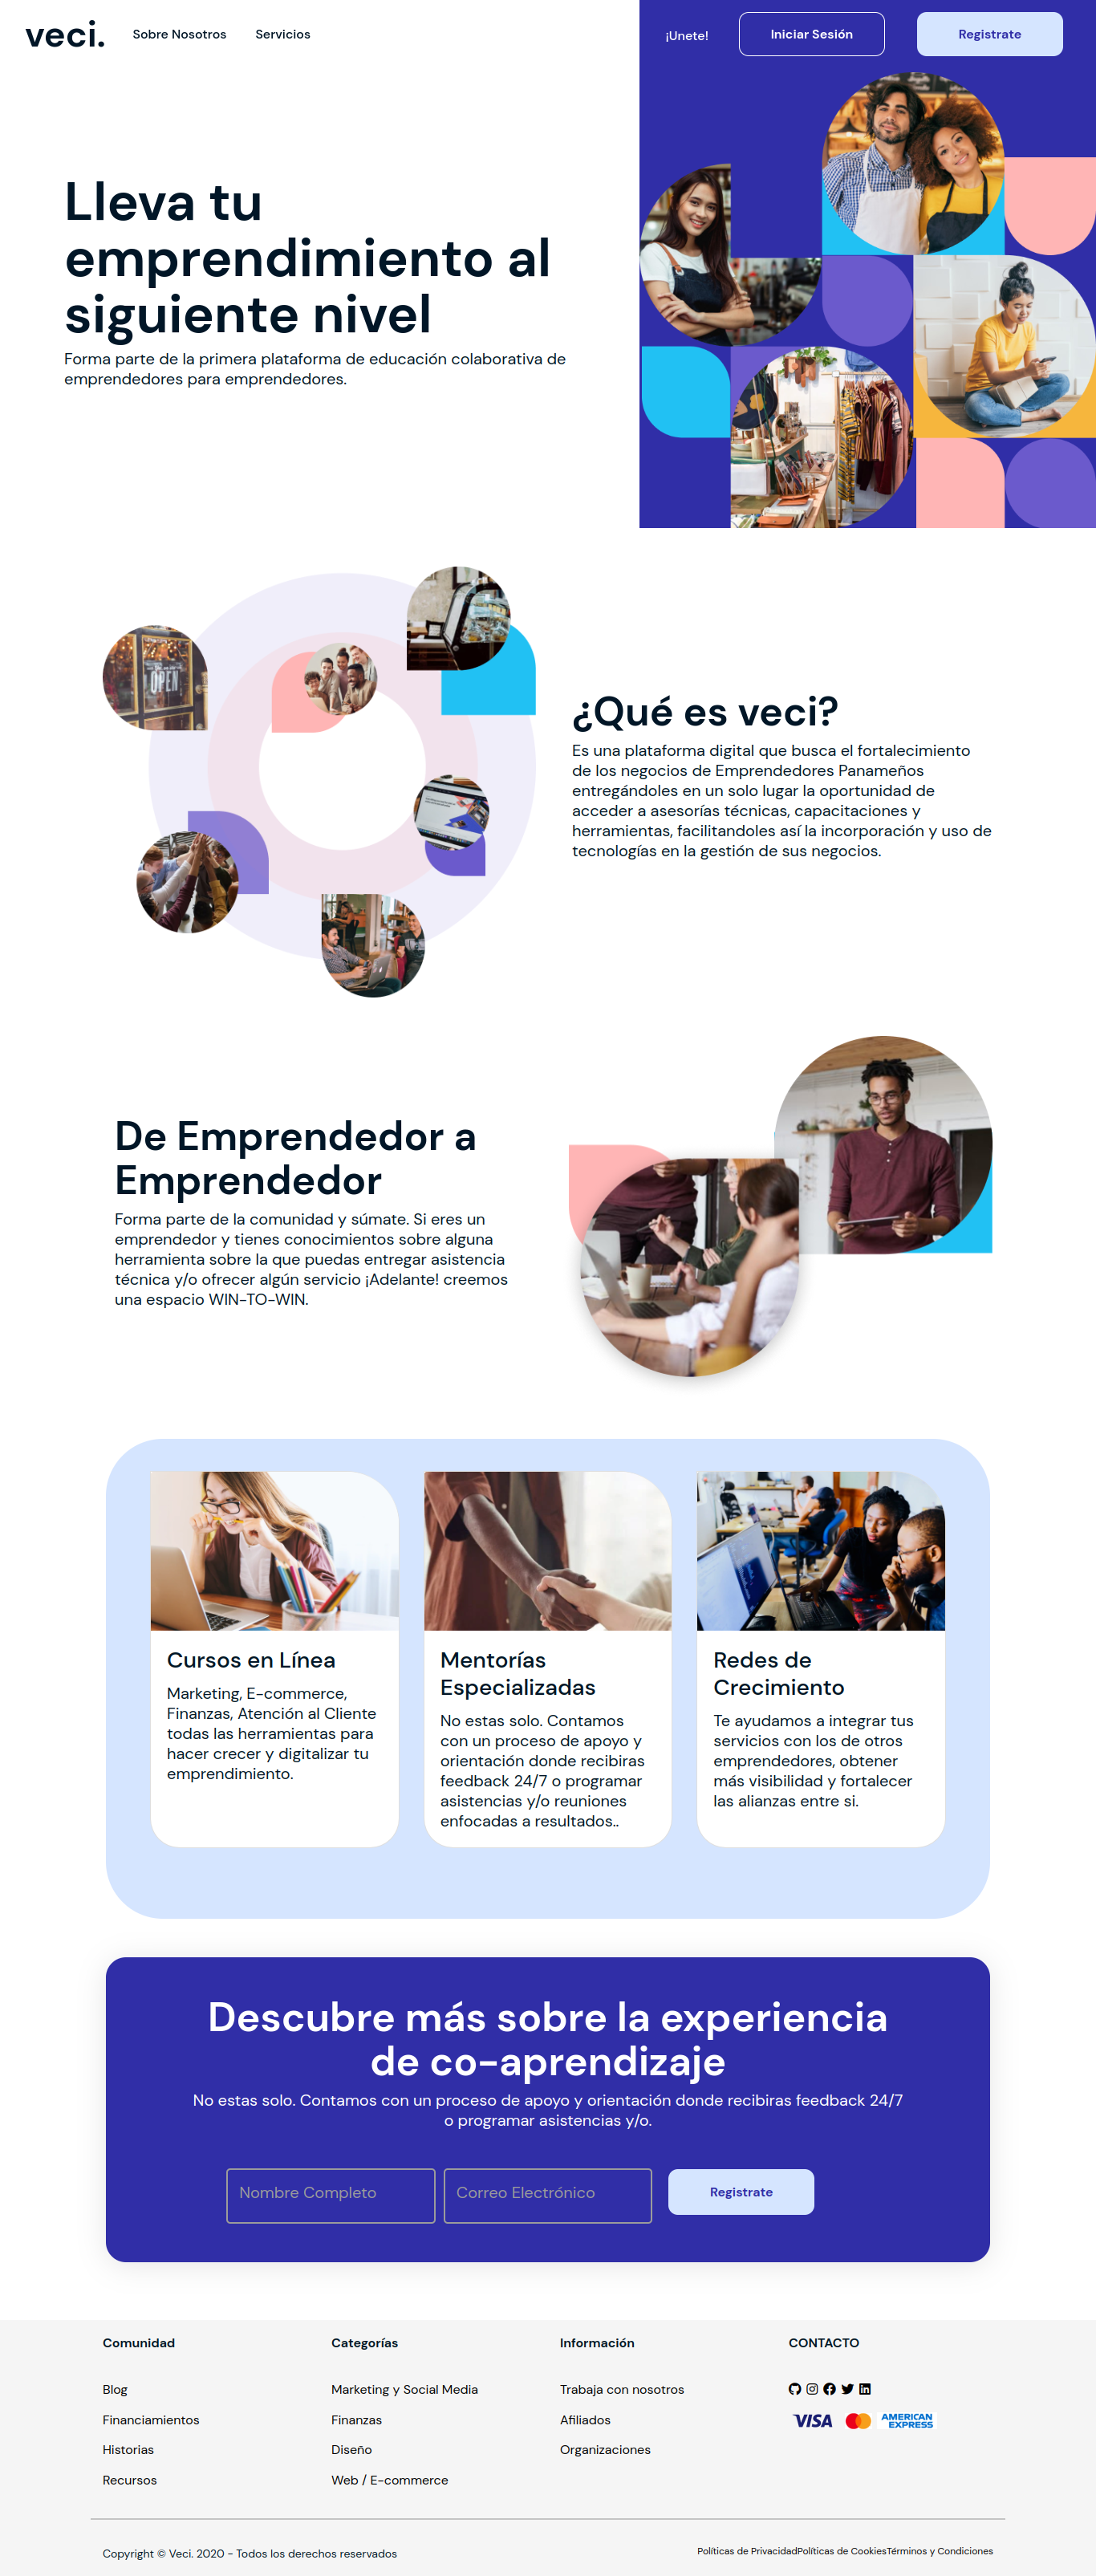 veci.
Sobre Nosotros
Servicios
¡Unete!
Iniciar Sesión
Registrate
Lleva tu
emprendimiento al
siguiente nivel
Forma parte de la primera plataforma de educación colaborativa de
emprendedores para emprendedores.
OPEN
¿Qué es veci?
Es una plataforma digital que busca el fortalecimiento
de los negocios de Emprendedores Panameños
entregándoles en un solo lugar la oportunidad de
acceder a asesorías técnicas, capacitaciones y
herramientas, facilitandoles así la incorporación y uso de
tecnologías en la gestión de sus negocios.
De Emprendedor a
Emprendedor
Forma parte de la comunidad y súmate. Si eres un
emprendedor y tienes conocimientos sobre alguna
herramienta sobre la que puedas entregar asistencia
técnica y/o ofrecer algún servicio ¡Adelante! creemos
una espacio WIN-TO-WIN.
Cursos en Línea
Marketing, E-commerce,
Finanzas, Atención al Cliente
todas las herramientas para
hacer crecer y digitalizar tu
emprendimiento.
Mentorías
Especializadas
No estas solo. Contamos
con un proceso de apoyo y
orientación donde recibiras
feedback 24/7 o programar
asistencias y/o reuniones
enfocadas a resultados..
Redes de
Crecimiento
Te ayudamos a integrar tus
servicios con los de otros
emprendedores, obtener
más visibilidad y fortalecer
las alianzas entre si.
Descubre más sobre la experiencia
de co-aprendizaje
No estas solo. Contamos con un proceso de apoyo y orientación donde recibiras feedback 24/7
o programar asistencias y/o.
Nombre Completo
Correo Electrónico
Registrate
Comunidad
Blog
Financiamientos
Historias
Recursos
Categorías
Marketing y Social Media
Finanzas
Diseño
Web / E-commerce
Información
Trabaja con nosotros
Afiliados
Organizaciones
CONTACTO
VISA
AMERICAN
EXPRESS
Copyright © Veci. 2020 - Todos los derechos reservados
Políticas de PrivacidadPolíticas de CookiesTérminos y Condiciones